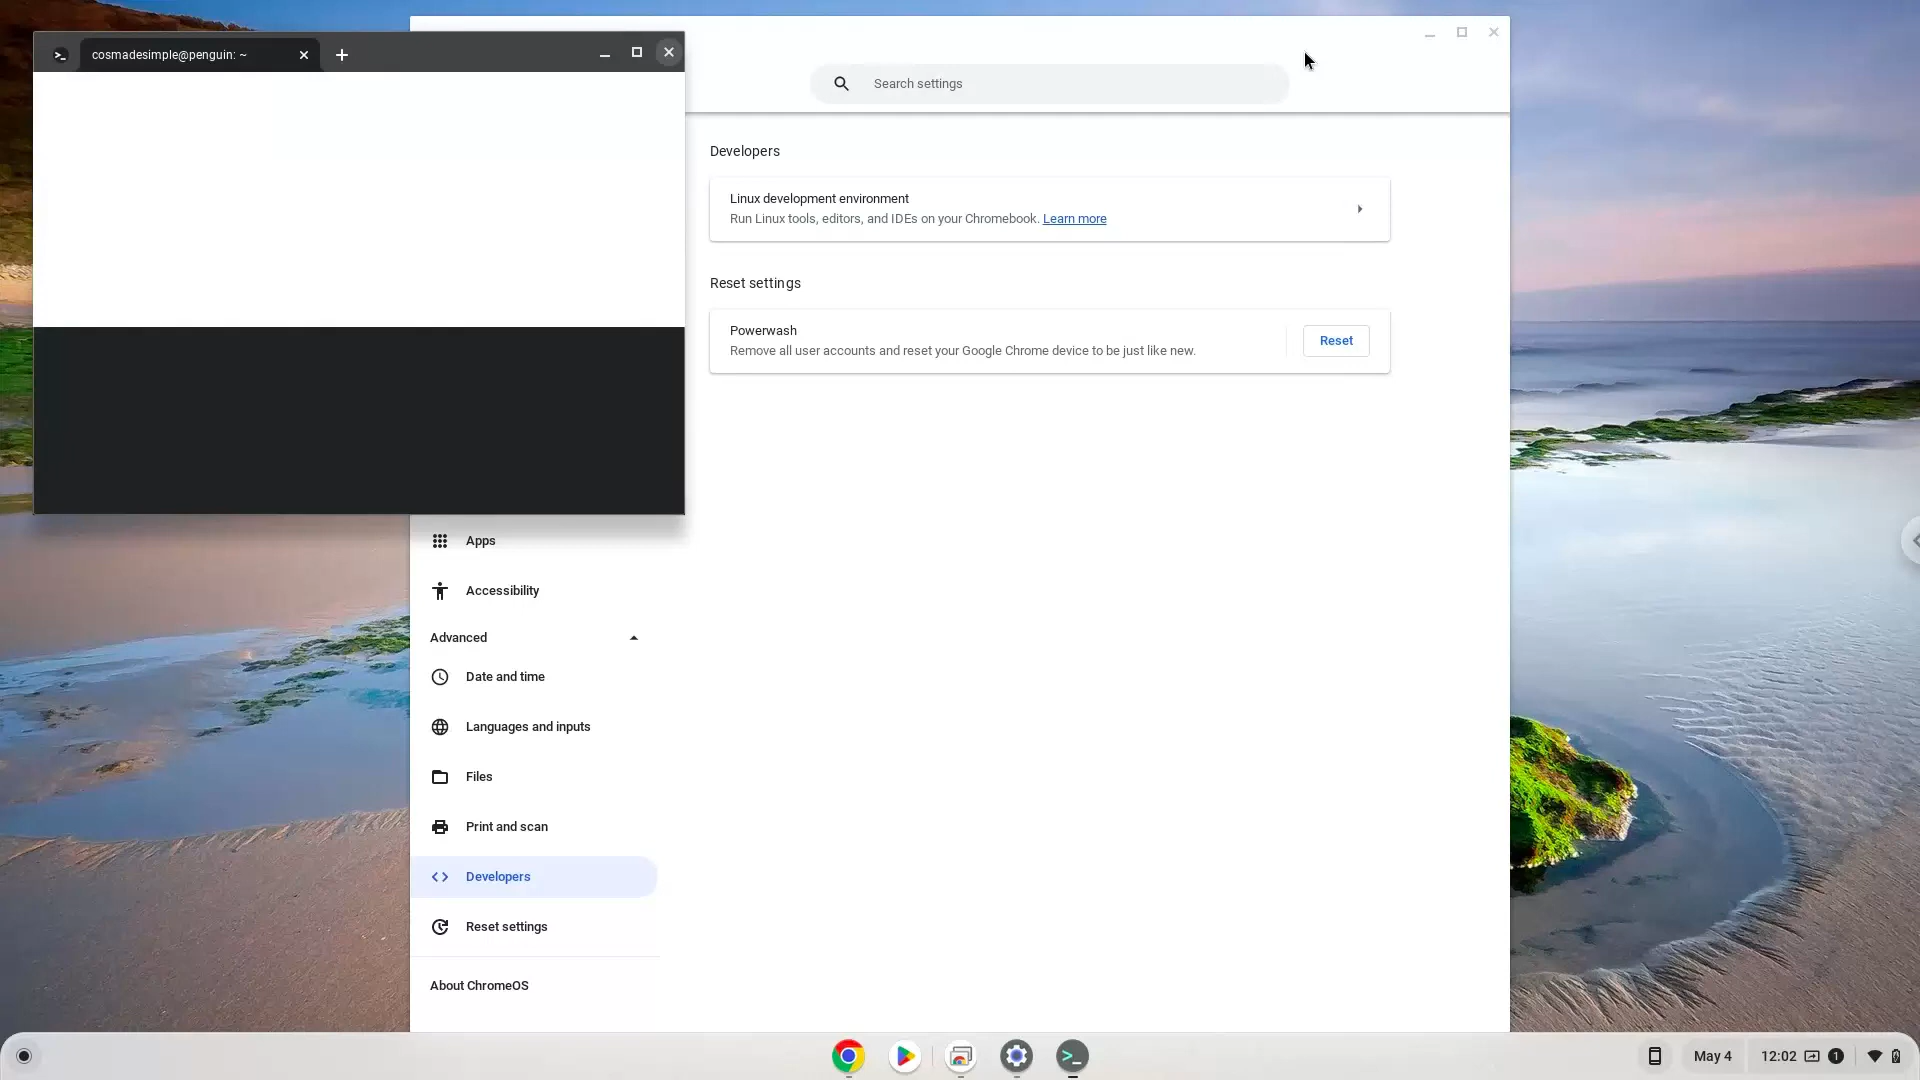 cosmadesimple@penguin: ~
Search settings
Developers
Linux development environment
Run Linux tools, editors, and IDEs on your Chromebook. Learn more
Reset settings
Powerwash
Remove all user accounts and reset your Google Chrome device to be just like new.
Reset
Apps
Accessibility
Advanced
Date and time
Languages and inputs
Files
Print and scan
Developers
Reset settings
About ChromeOS
May 4
12:02
1